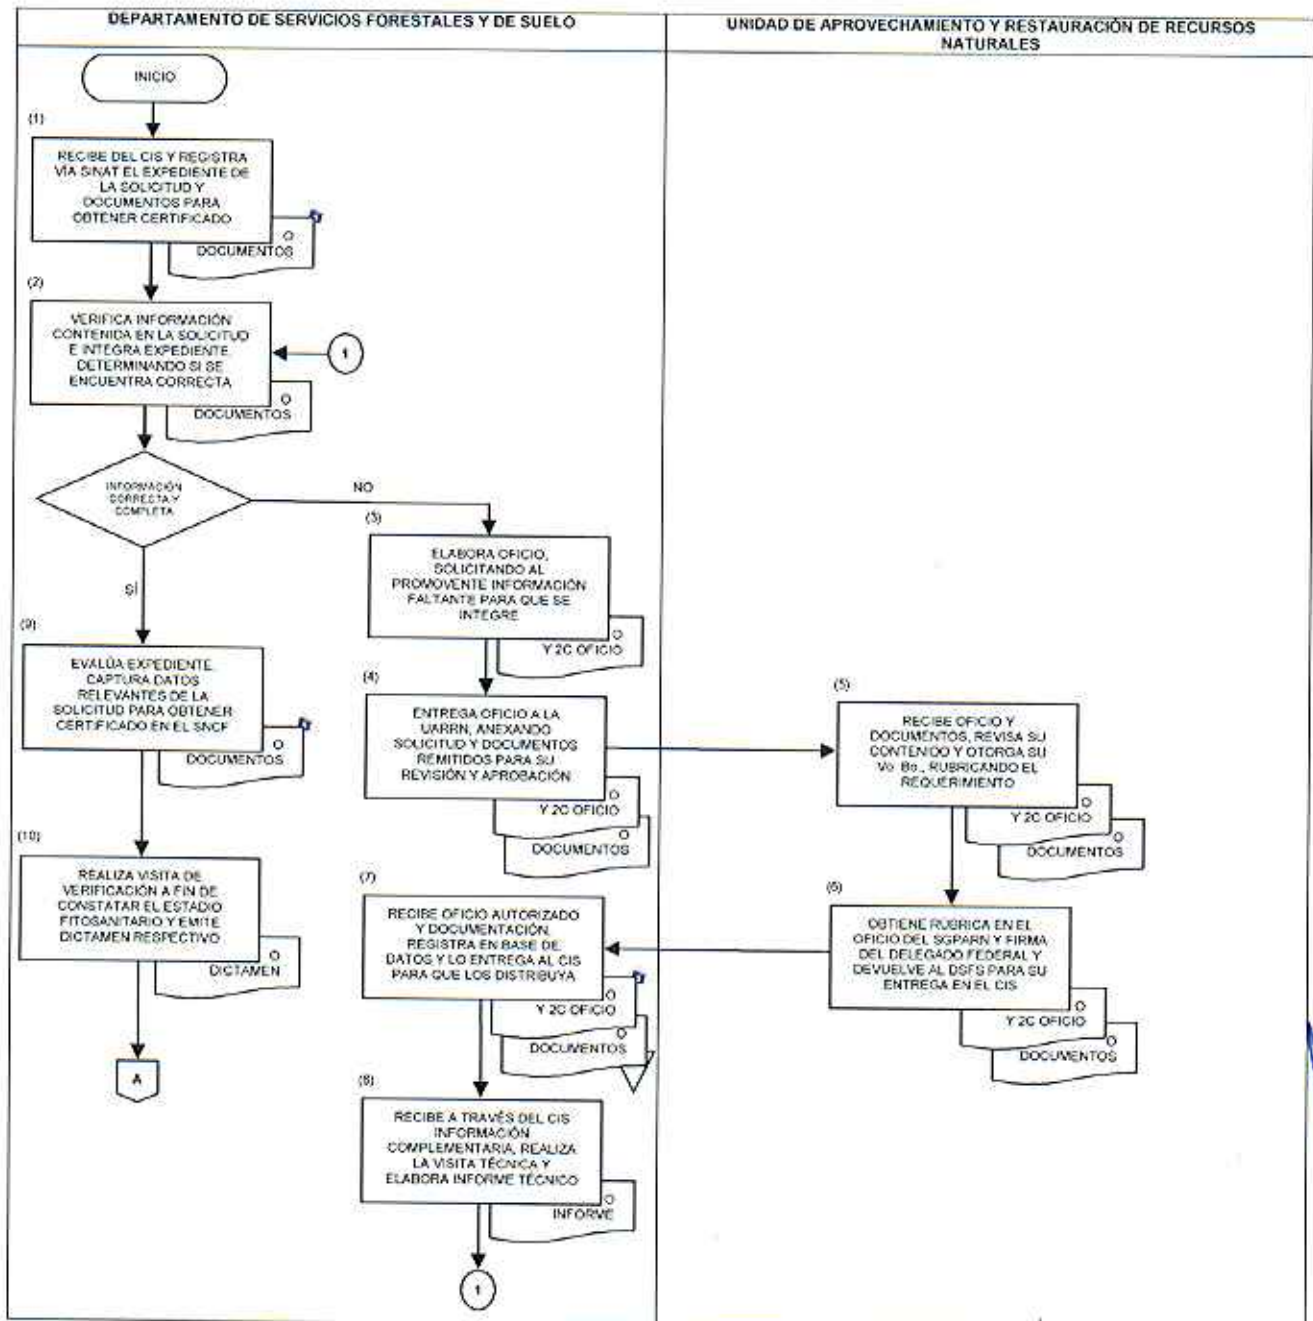 DEPARTAMENTO DE SERVICIOS FORESTALES Y DE SUELO
UNIDAD DE APROVECHAMIENTO Y RESTAURACIÓN DE RECURSOS
NATURALES
INICIO
(1)
RECIBE DEL CIS Y REGISTRA
VÍA SINAT EL EXPEDIENTE DE
LA SOLICITUD Y
DOCUMENTOS PARA
OBTENER CERTIFICADO
O
DOCUMENTOS
(2)
VERIFICA INFORMACIÓN
CONTENIDA EN LA SOLICITUD
E INTEGRA EXPEDIENTE
DETERMINANDO SI SE
ENCUENTRA CORRECTA
1
O
DOCUMENTOS
INFORMACIÓN
CORRECTA Y
COMPLETA
NO
SÍ
(3)
ELABORA OFICIO,
SOLICITANDO AL
PROMOVENTE INFORMACIÓN
FALTANTE PARA QUE SE
INTEGRE
O
Y 2C OFICIO
(4)
ENTREGA OFICIO A LA
UARRN, ANEXANDO
SOLICITUD Y DOCUMENTOS
REMITIDOS PARA SU
REVISIÓN Y APROBACIÓN
O
Y 2C OFICIO
O
DOCUMENTOS
(5)
RECIBE OFICIO Y
DOCUMENTOS, REVISA SU
CONTENIDO Y OTORGA SU
Vo. Bo., RUBRICANDO EL
REQUERIMIENTO
O
Y 2C OFICIO
O
DOCUMENTOS
(6)
OBTIENE RÚBRICA EN EL
OFICIO DEL SGPARN Y FIRMA
DEL DELEGADO FEDERAL Y
DEVUELVE AL DSFS PARA SU
ENTREGA EN EL CIS
O
Y 2C OFICIO
O
DOCUMENTOS
(7)
RECIBE OFICIO AUTORIZADO
Y DOCUMENTACIÓN,
REGISTRA EN BASE DE
DATOS Y LO ENTREGA AL CIS
PARA QUE LOS DISTRIBUYA
O
Y 2C OFICIO
O
DOCUMENTOS
(8)
RECIBE A TRAVÉS DEL CIS
INFORMACIÓN
COMPLEMENTARIA, REALIZA
LA VISITA TÉCNICA Y
ELABORA INFORME TÉCNICO
O
INFORME
1
(9)
EVALÚA EXPEDIENTE,
CAPTURA DATOS
RELEVANTES DE LA
SOLICITUD PARA OBTENER
CERTIFICADO EN EL SNCF
O
DOCUMENTOS
(10)
REALIZA VISITA DE
VERIFICACIÓN A FIN DE
CONSTATAR EL ESTADIO
FITOSANITARIO Y EMITE
DICTAMEN RESPECTIVO
O
DICTAMEN
A